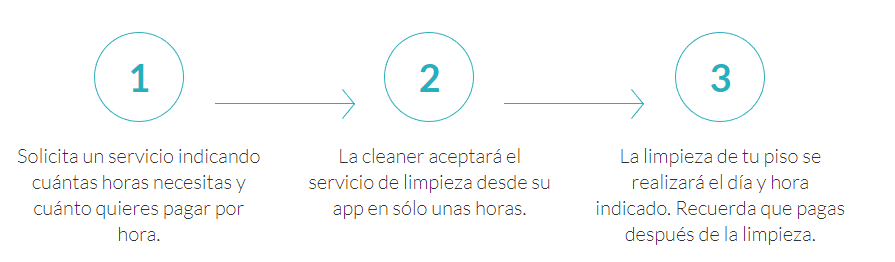 1
Solicita un servicio indicando
cuántas horas necesitas y
cuánto quieres pagar por
hora.
2
La cleaner aceptará el
servicio de limpieza desde su
app en sólo unas horas.
3
La limpieza de tu piso se
realizará el día y hora
indicado. Recuerda que pagas
después de la limpieza.